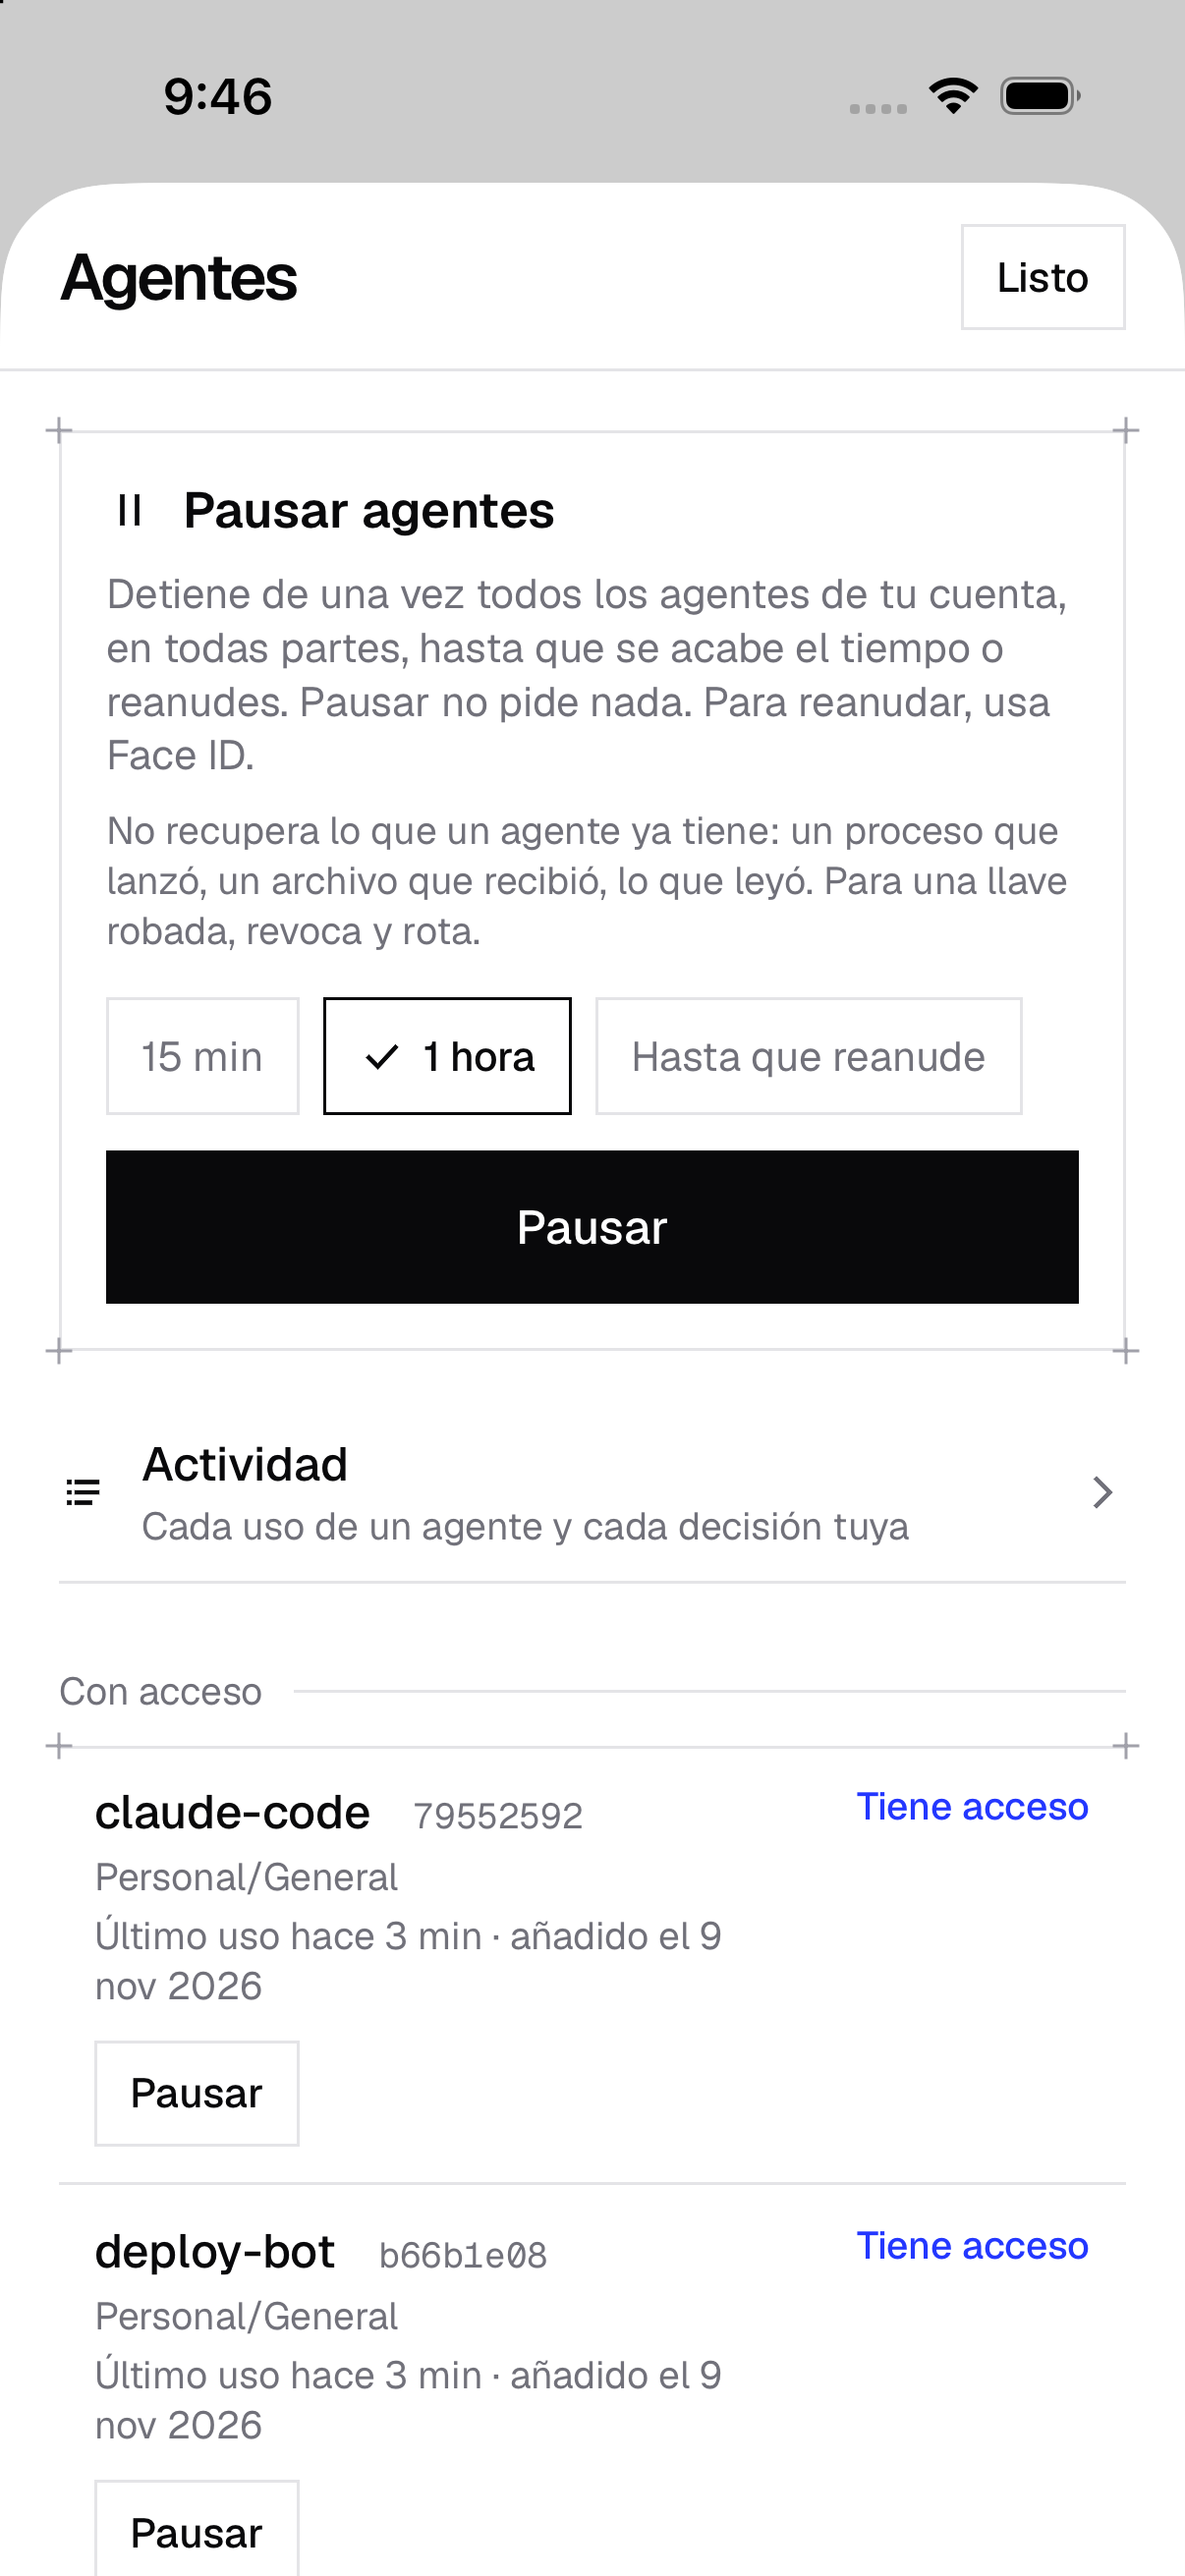 9:46
Agentes
Listo
Pausar agentes
Detiene de una vez todos los agentes de tu cuenta,
en todas partes, hasta que se acabe el tiempo o
reanudes. Pausar no pide nada. Para reanudar, usa
Face ID.
No recupera lo que un agente ya tiene: un proceso que
lanzó, un archivo que recibió, lo que leyó. Para una llave
robada, revoca y rota.
15 min
1 hora
Hasta que reanude
Pausar
Actividad
Cada uso de un agente y cada decisión tuya
Con acceso
claude-code 79552592
Tiene acceso
Personal/General
Último uso hace 3 min · añadido el 9
nov 2026
Pausar
deploy-bot b66b1e08
Tiene acceso
Personal/General
Último uso hace 3 min · añadido el 9
nov 2026
Pausar